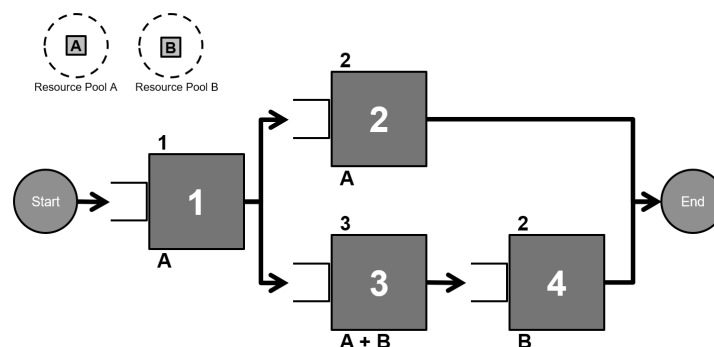 A
B
Resource Pool A
Resource Pool B
2
2
A
1
1
A
Start
End
3
3
A + B
2
4
B